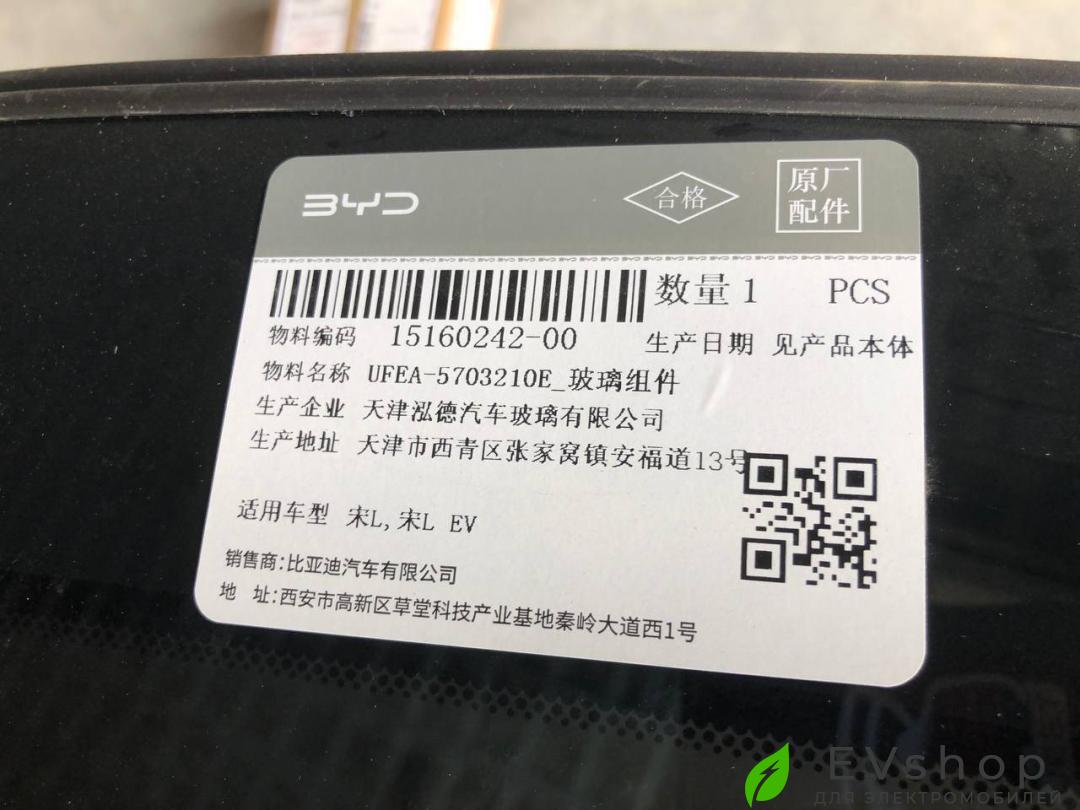 BYD
合格
原厂
配件
数量 1 PCS
物料编码 15160242-00
生产日期 见产品本体
物料名称 UFEA-5703210E_玻璃组件
生产企业 天津泓德汽车玻璃有限公司
生产地址 天津市西青区张家窝镇安福道13号
适用车型 宋L,宋L EV
销售商:比亚迪汽车有限公司
地 址:西安市高新区草堂科技产业基地秦岭大道西1号
EVshop
ДЛЯ ЭЛЕКТРОМОБИЛЕЙ